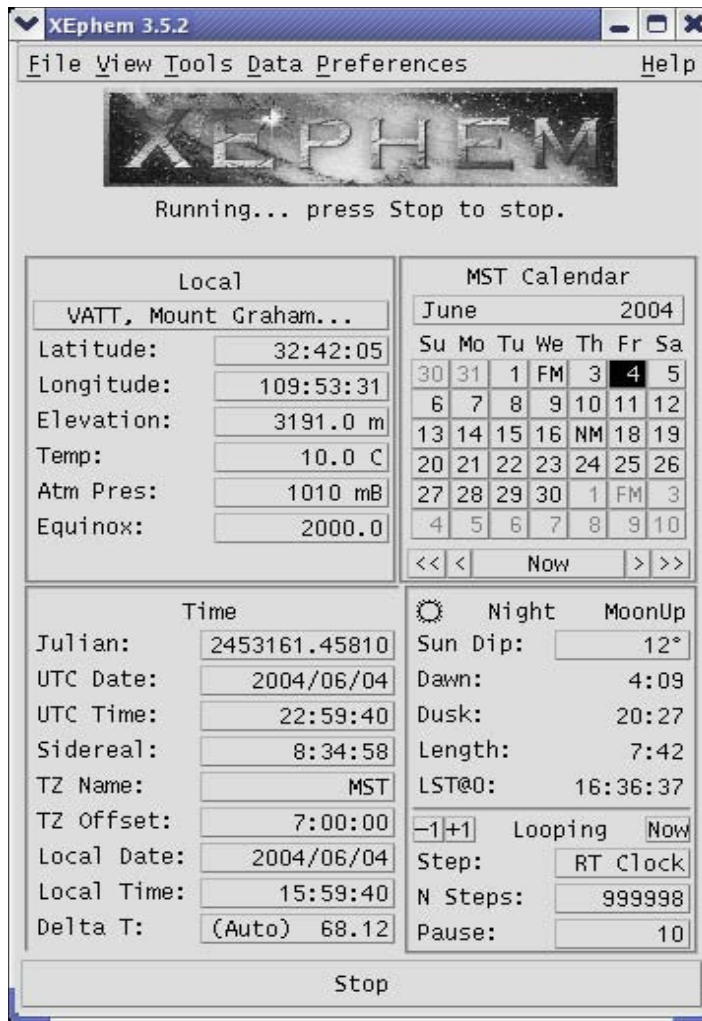 XEphem 3.5.2
File View Tools Data Preferences Help
XEPHEM
Running... press Stop to stop.
Local
VATT, Mount Graham...
Latitude: 32:42:05
Longitude: 109:53:31
Elevation: 3191.0 m
Temp: 10.0 C
Atm Pres: 1010 mB
Equinox: 2000.0
MST Calendar
June 2004
Su Mo Tu We Th Fr Sa
30 31 1 FM 3 4 5
6 7 8 9 10 11 12
13 14 15 16 NM 18 19
20 21 22 23 24 25 26
27 28 29 30 1 FM 3
4 5 6 7 8 9 10
<< < Now > >>
Time
Julian: 2453161.45810
UTC Date: 2004/06/04
UTC Time: 22:59:40
Sidereal: 8:34:58
TZ Name: MST
TZ Offset: 7:00:00
Local Date: 2004/06/04
Local Time: 15:59:40
Delta T: (Auto) 68.12
Night MoonUp
Sun Dip: 12°
Dawn: 4:09
Dusk: 20:27
Length: 7:42
LST@0: 16:36:37
-1 +1 Looping Now
Step: RT Clock
N Steps: 999998
Pause: 10
Stop